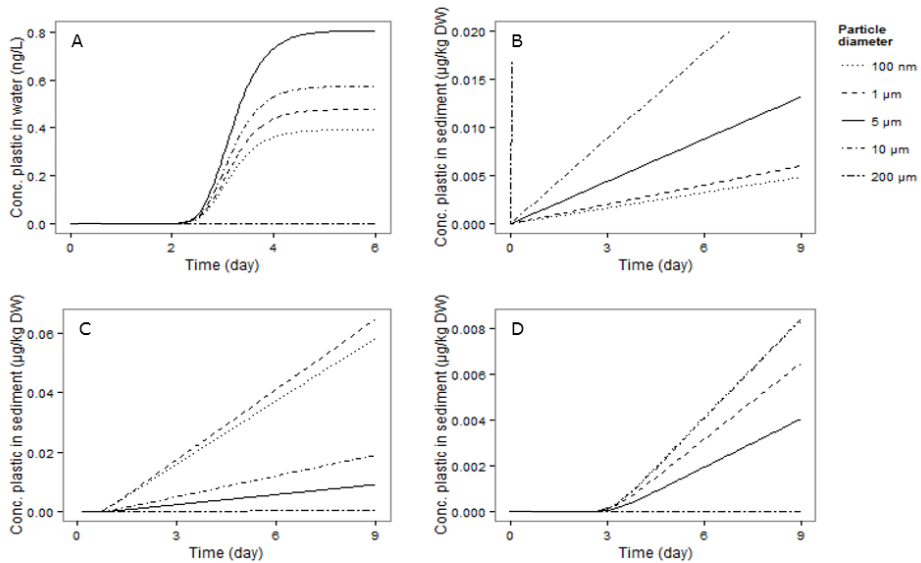 A
Conc. plastic in water (ng/L)
0.8
0.6
0.4
0.2
0.0
0
2
4
6
Time (day)
B
Conc. plastic in sediment (µg/kg DW)
0.020
0.015
0.010
0.005
0.000
0
3
6
9
Time (day)
Particle
diameter
100 nm
1 µm
5 µm
10 µm
200 µm
C
Conc. plastic in sediment (µg/kg DW)
0.06
0.04
0.02
0.00
0
3
6
9
Time (day)
D
Conc. plastic in sediment (µg/kg DW)
0.008
0.006
0.004
0.002
0.000
0
3
6
9
Time (day)